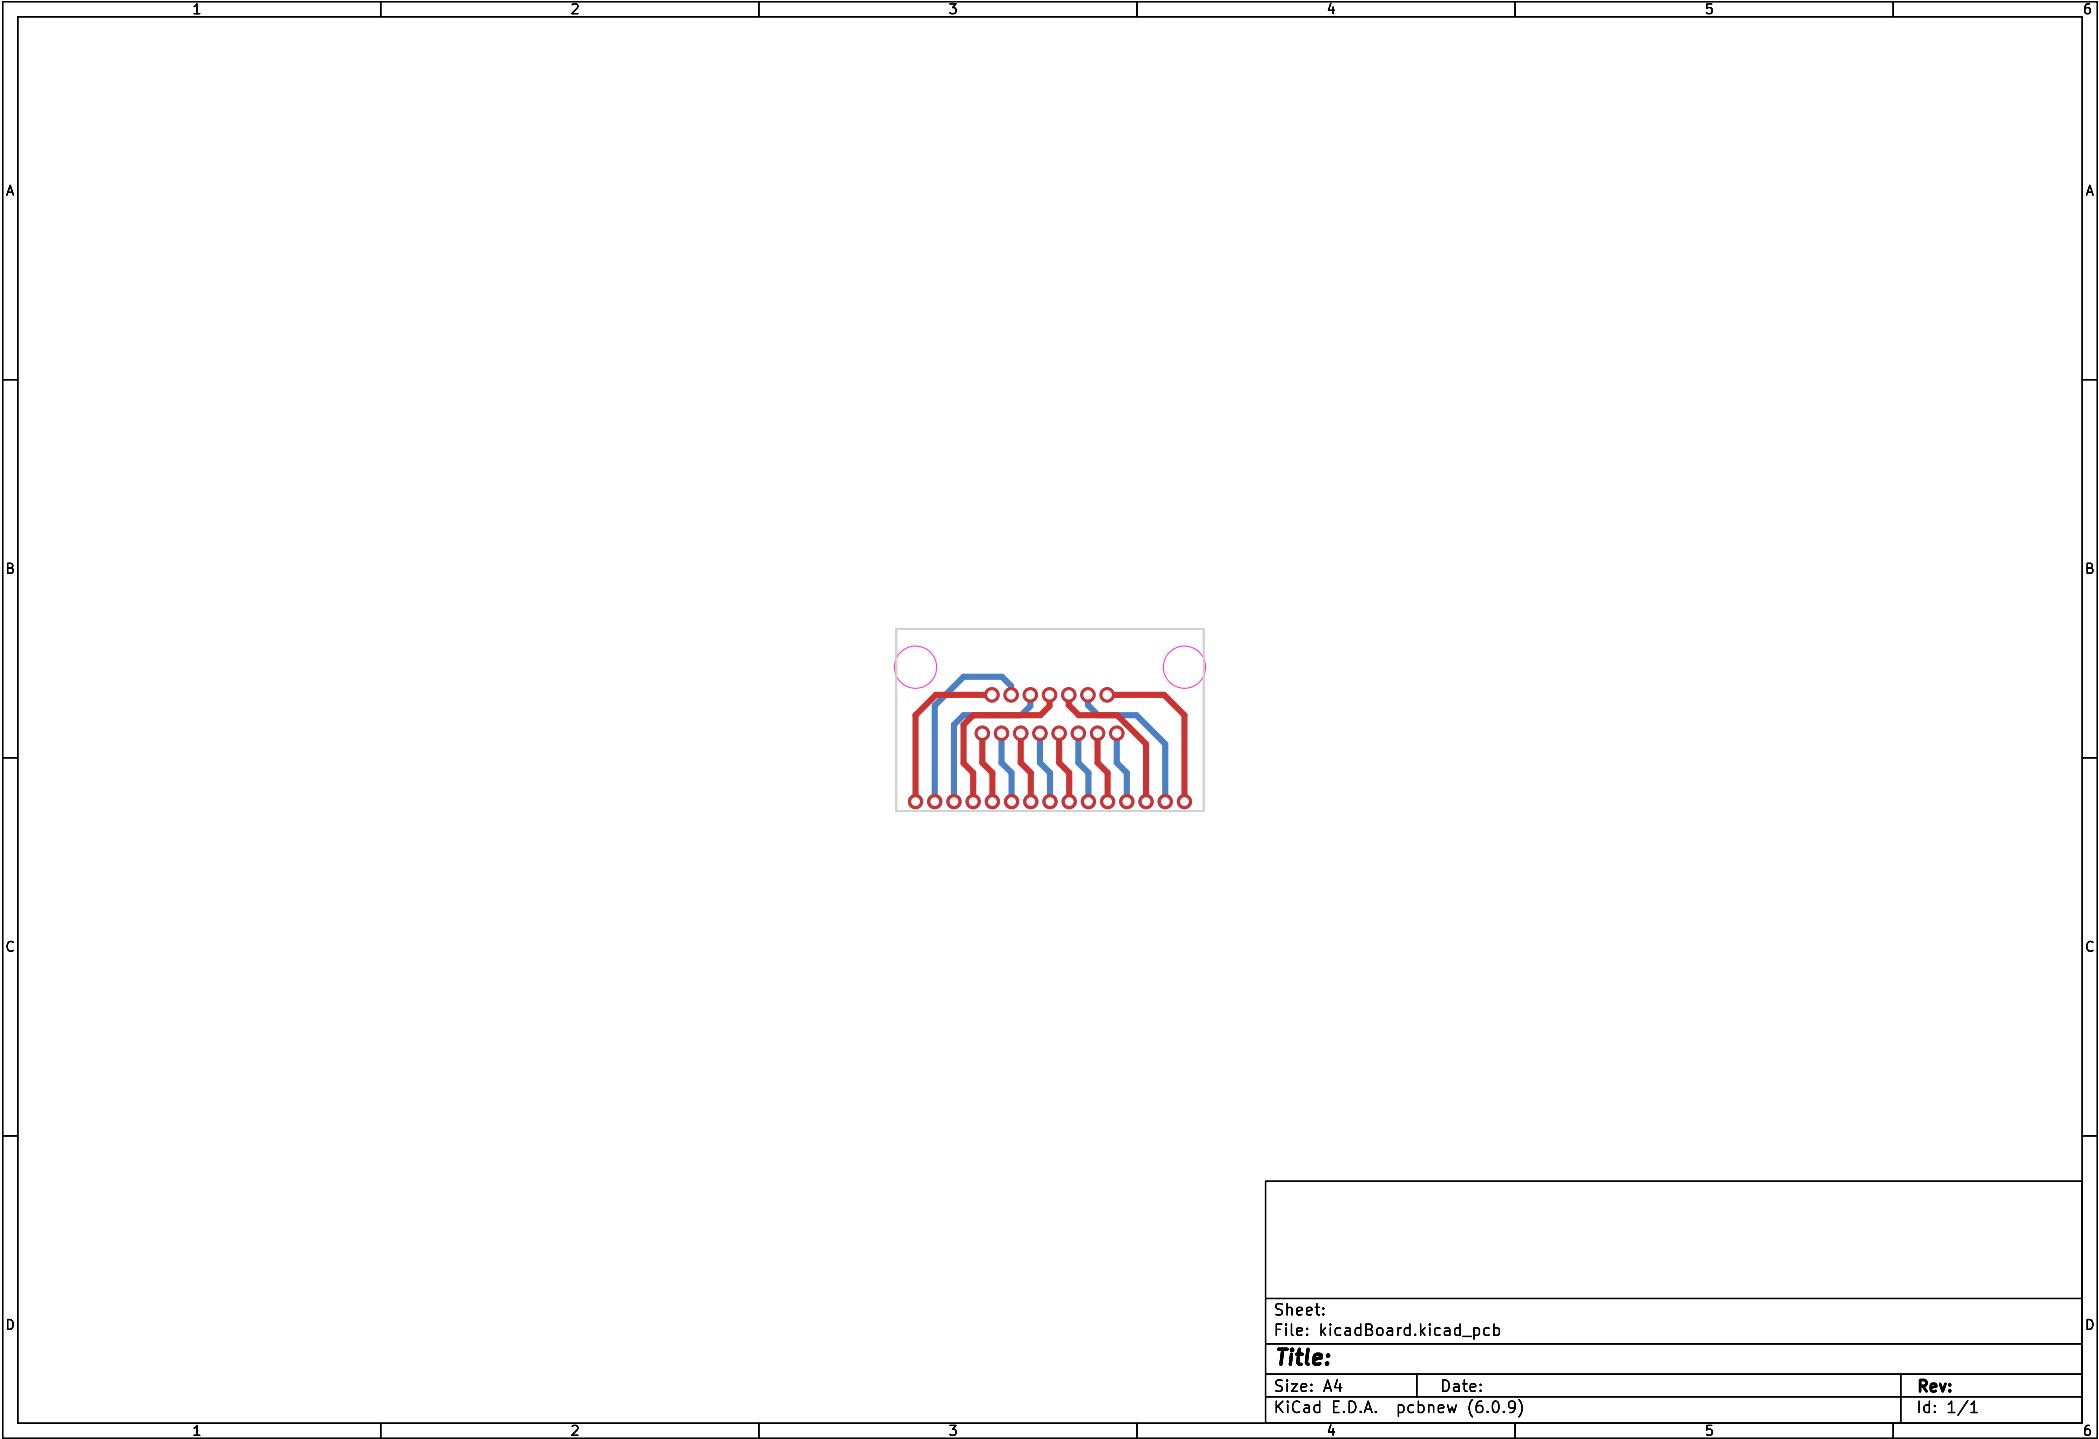 1 2 3 4 5 6
A A
B B
C C
Sheet:
File: kicadBoard.kicad_pcb
D D
Title:
Size: A4 Date: Rev:
KiCad E.D.A. pcbnew (6.0.9) Id: 1/1
1 2 3 4 5 6